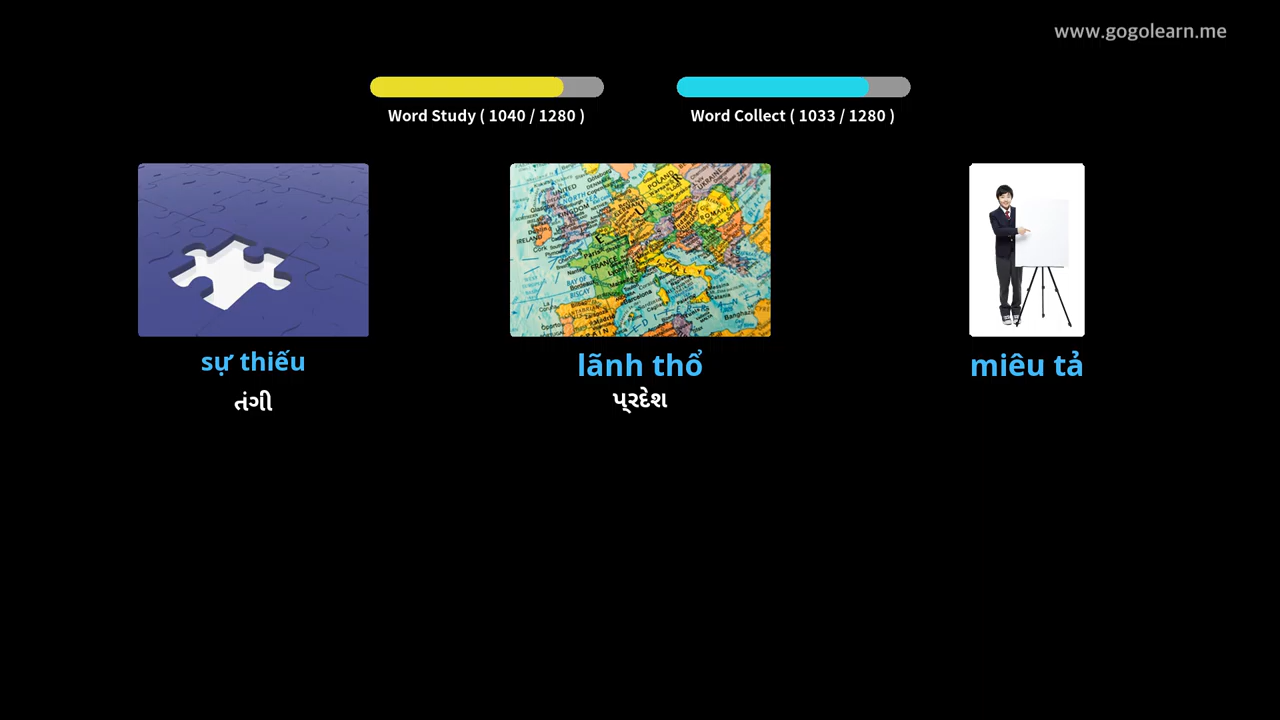 www.gogolearn.me
Word Study ( 1040 / 1280 )
Word Collect ( 1033 / 1280 )
sự thiếu
lãnh thổ
miêu tả
તંગી
પ્રદેશ